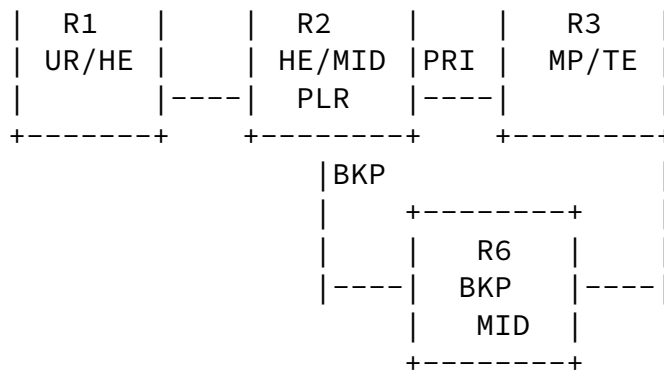 R1 R2 R3
UR/HE HE/MID PRI MP/TE
PLR
BKP
R6
BKP
MID